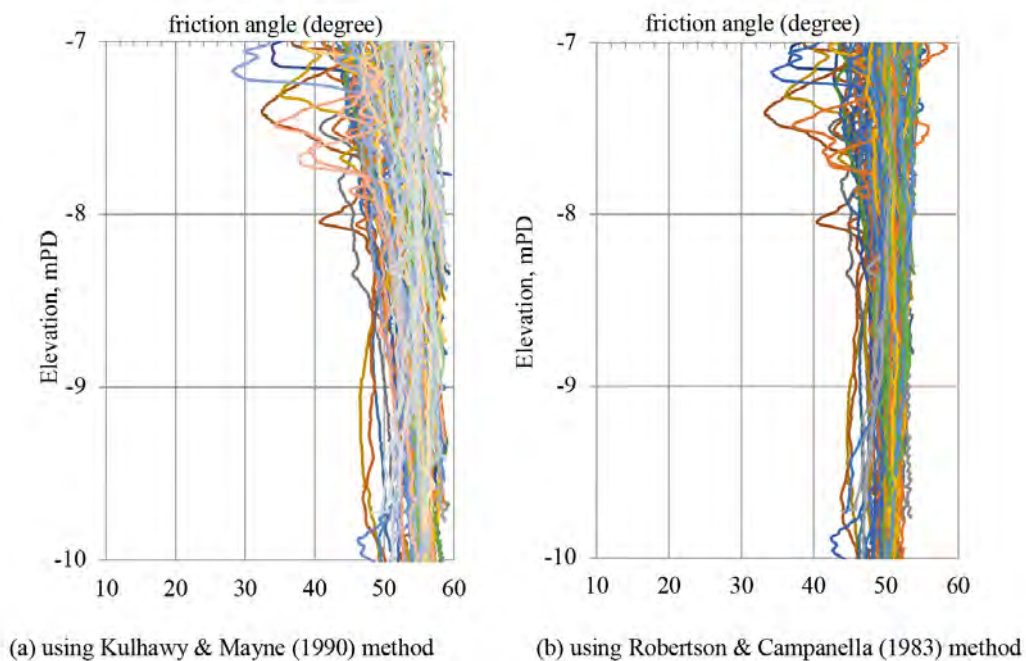 friction angle (degree)
-7
-8
-9
-10
Elevation, mPD
10 20 30 40 50 60
(a) using Kulhawy & Mayne (1990) method
friction angle (degree)
-7
-8
-9
-10
Elevation, mPD
10 20 30 40 50 60
(b) using Robertson & Campanella (1983) method